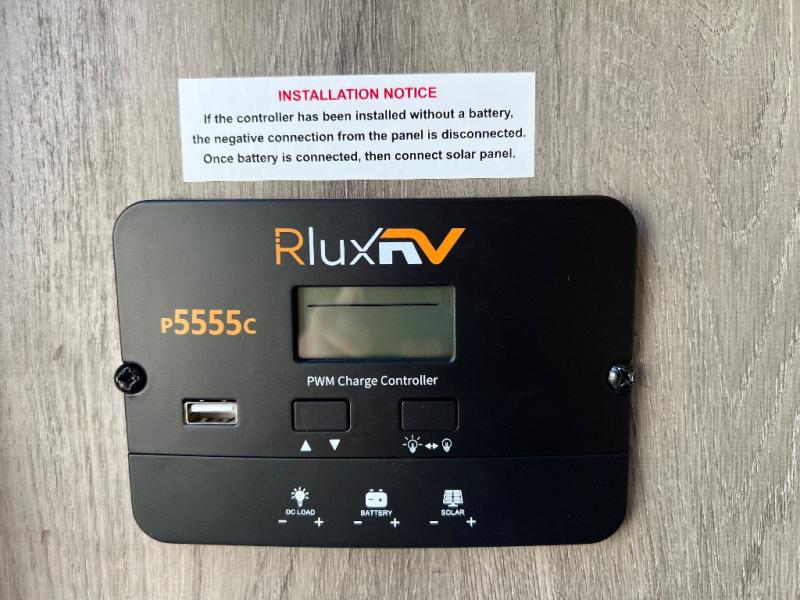 INSTALLATION NOTICE
If the controller has been installed without a battery,
the negative connection from the panel is disconnected.
Once battery is connected, then connect solar panel.
RluxRV
P5555C
PWM Charge Controller
DC LOAD BATTERY SOLAR
- + - + - +